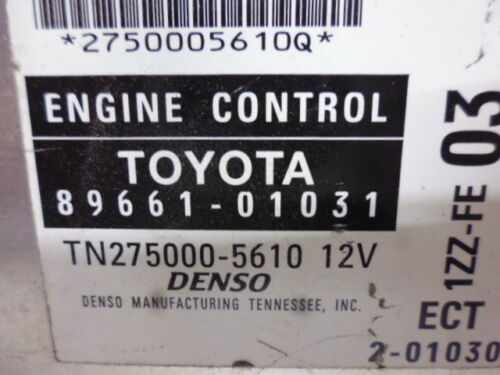 *2750005610Q*
ENGINE CONTROL
TOYOTA
89661-01031
TN275000-5610 12V
DENSO
DENSO MANUFACTURING TENNESSEE, INC.
03
1ZZ-FE
ECT
2-01030